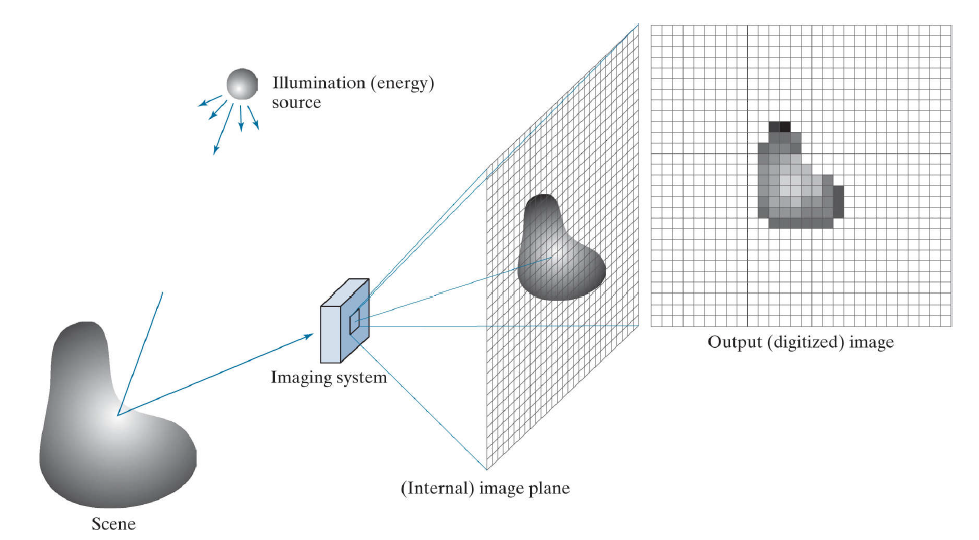 Illumination (energy)
source
Imaging system
Output (digitized) image
(Internal) image plane
Scene